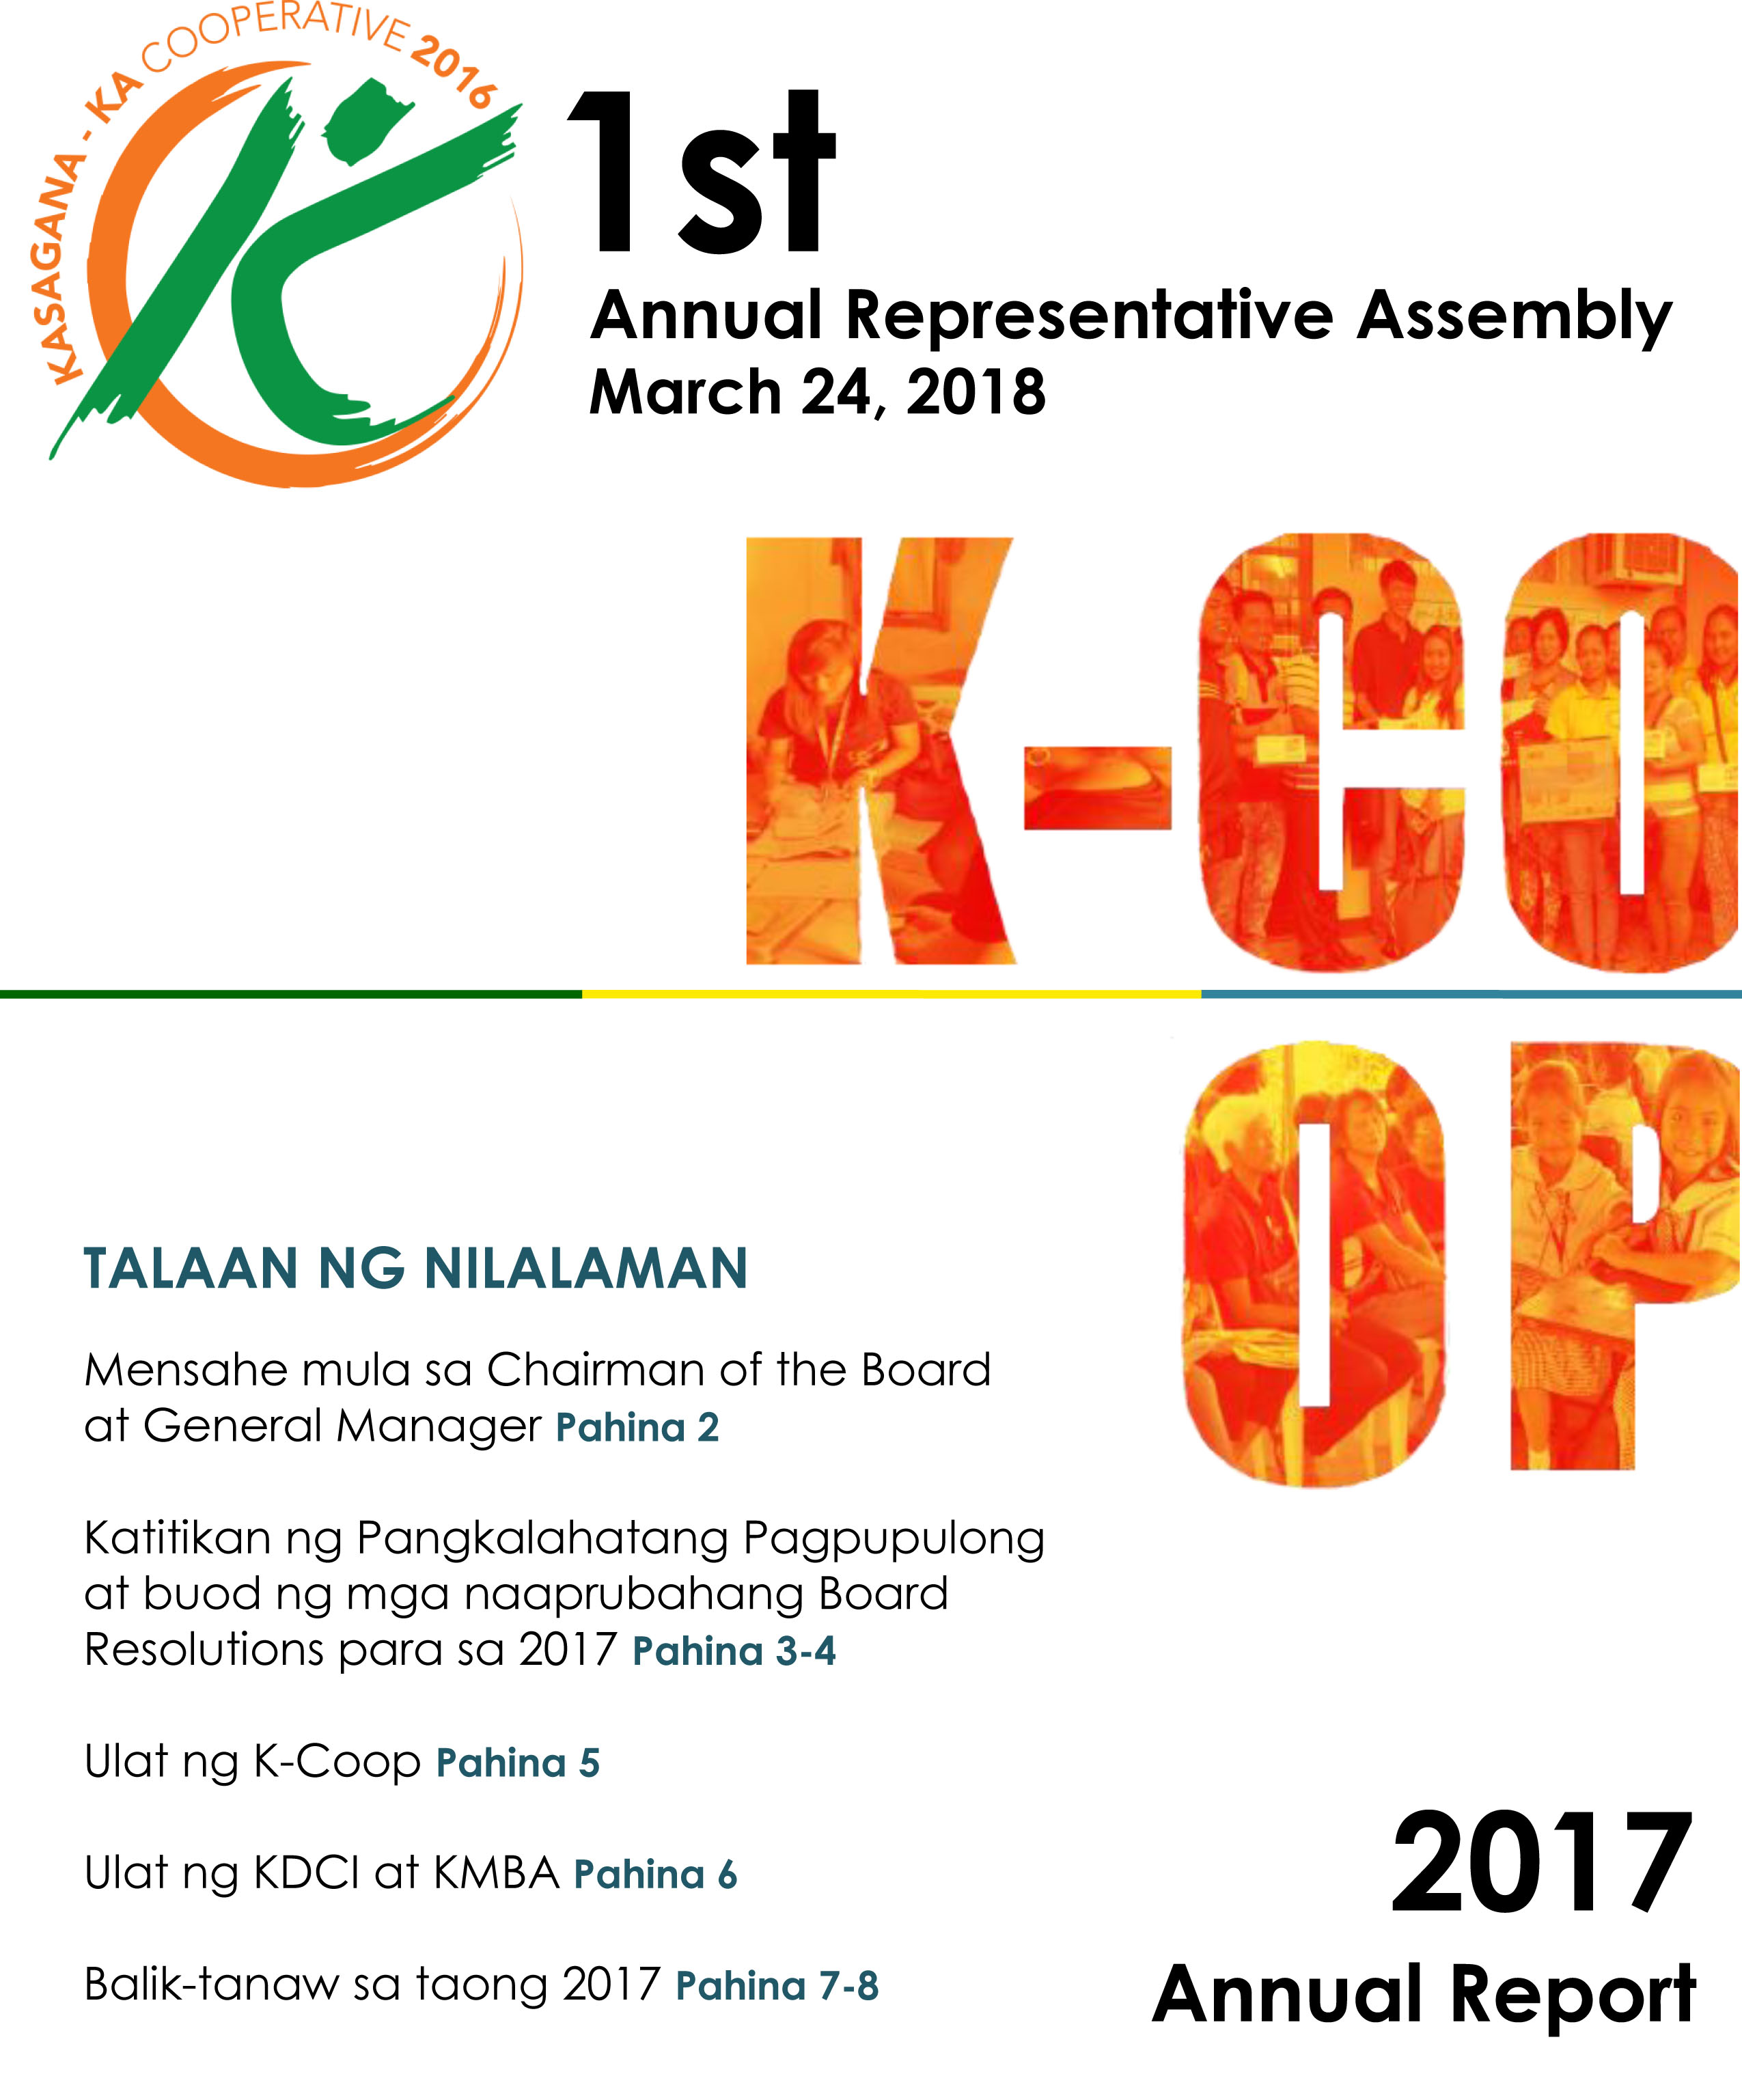 KASAGANA - KA COOPERATIVE 2016
1st
Annual Representative Assembly
March 24, 2018
K-CO
OP
TALAAN NG NILALAMAN
Mensahe mula sa Chairman of the Board
at General Manager Pahina 2
Katitikan ng Pangkalahatang Pagpupulong
at buod ng mga naaprubahang Board
Resolutions para sa 2017 Pahina 3-4
Ulat ng K-Coop Pahina 5
Ulat ng KDCI at KMBA Pahina 6
Balik-tanaw sa taong 2017 Pahina 7-8
2017
Annual Report